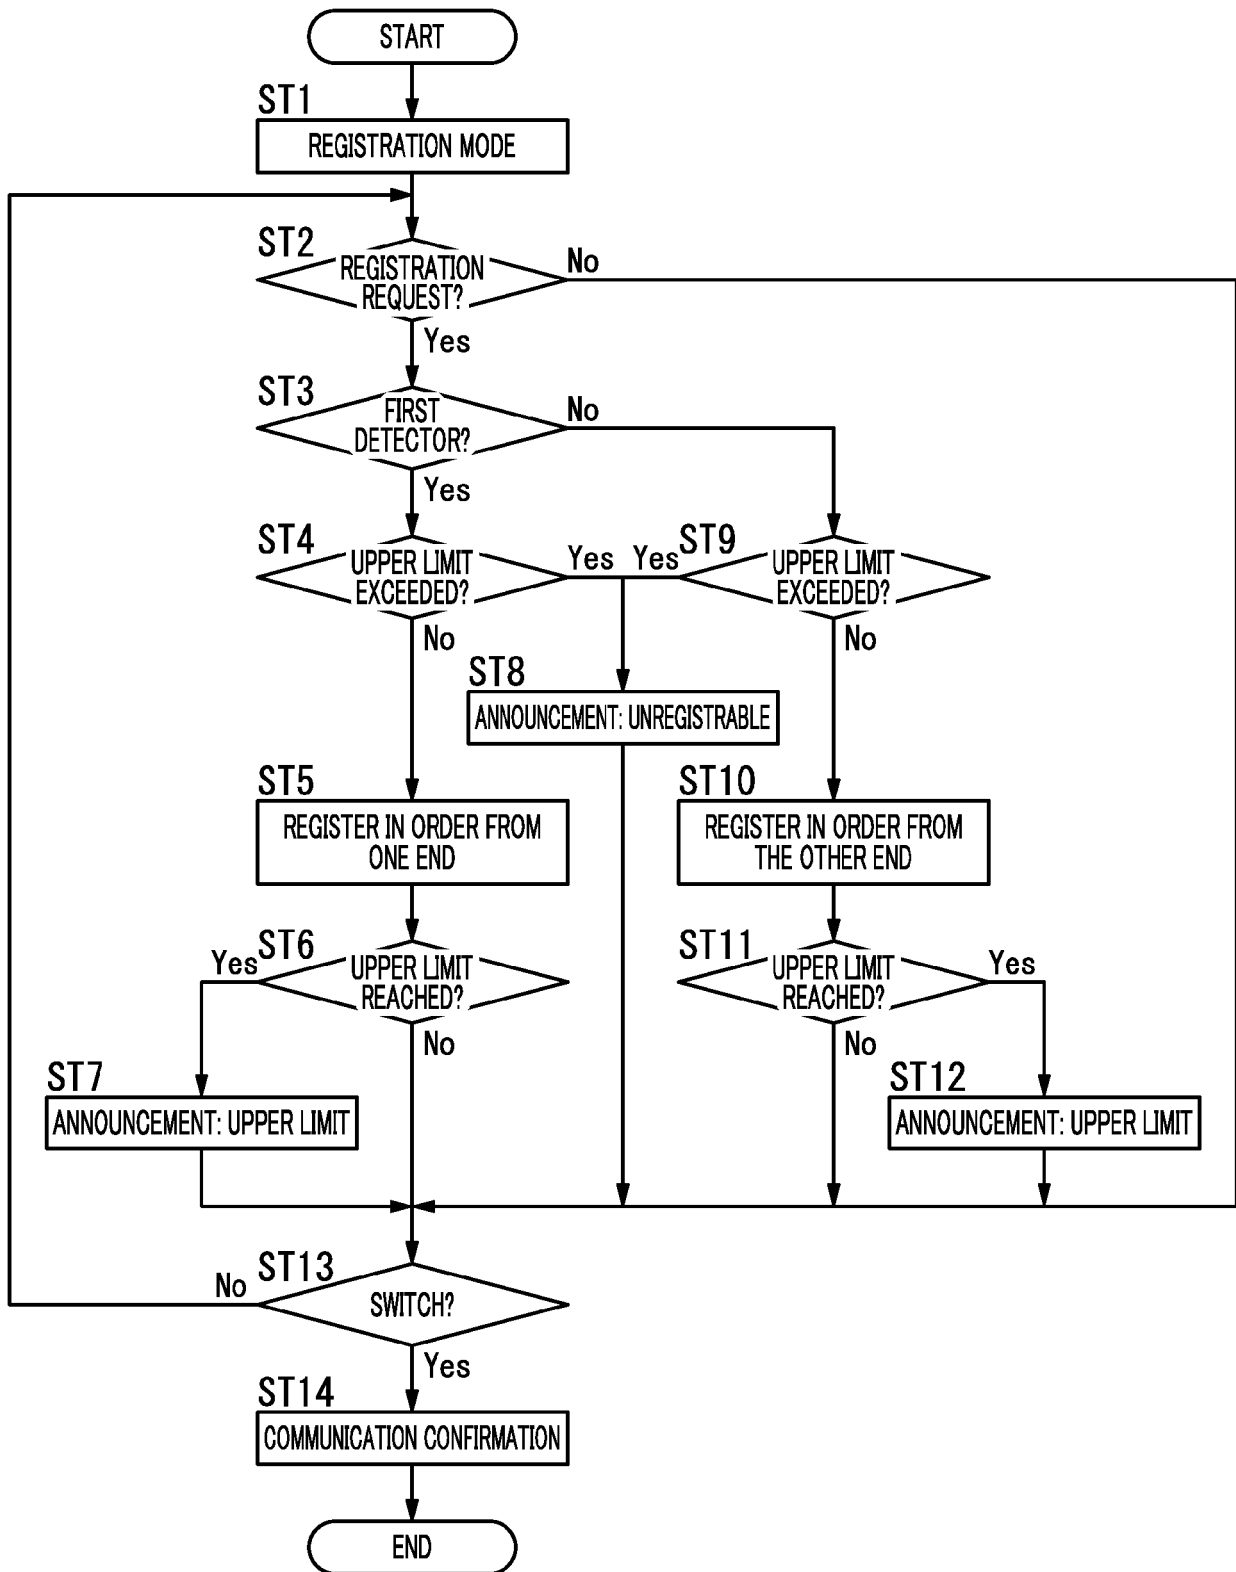 START
ST1
REGISTRATION MODE
ST2
REGISTRATION
REQUEST?
No
Yes
ST3
FIRST
DETECTOR?
No
Yes
ST4
UPPER LIMIT
EXCEEDED?
Yes
No
Yes
ST9
UPPER LIMIT
EXCEEDED?
No
ST8
ANNOUNCEMENT: UNREGISTRABLE
ST5
REGISTER IN ORDER FROM
ONE END
ST10
REGISTER IN ORDER FROM
THE OTHER END
ST6
Yes
UPPER LIMIT
REACHED?
No
ST11
UPPER LIMIT
REACHED?
Yes
No
ST7
ANNOUNCEMENT: UPPER LIMIT
ST12
ANNOUNCEMENT: UPPER LIMIT
ST13
No
SWITCH?
Yes
ST14
COMMUNICATION CONFIRMATION
END